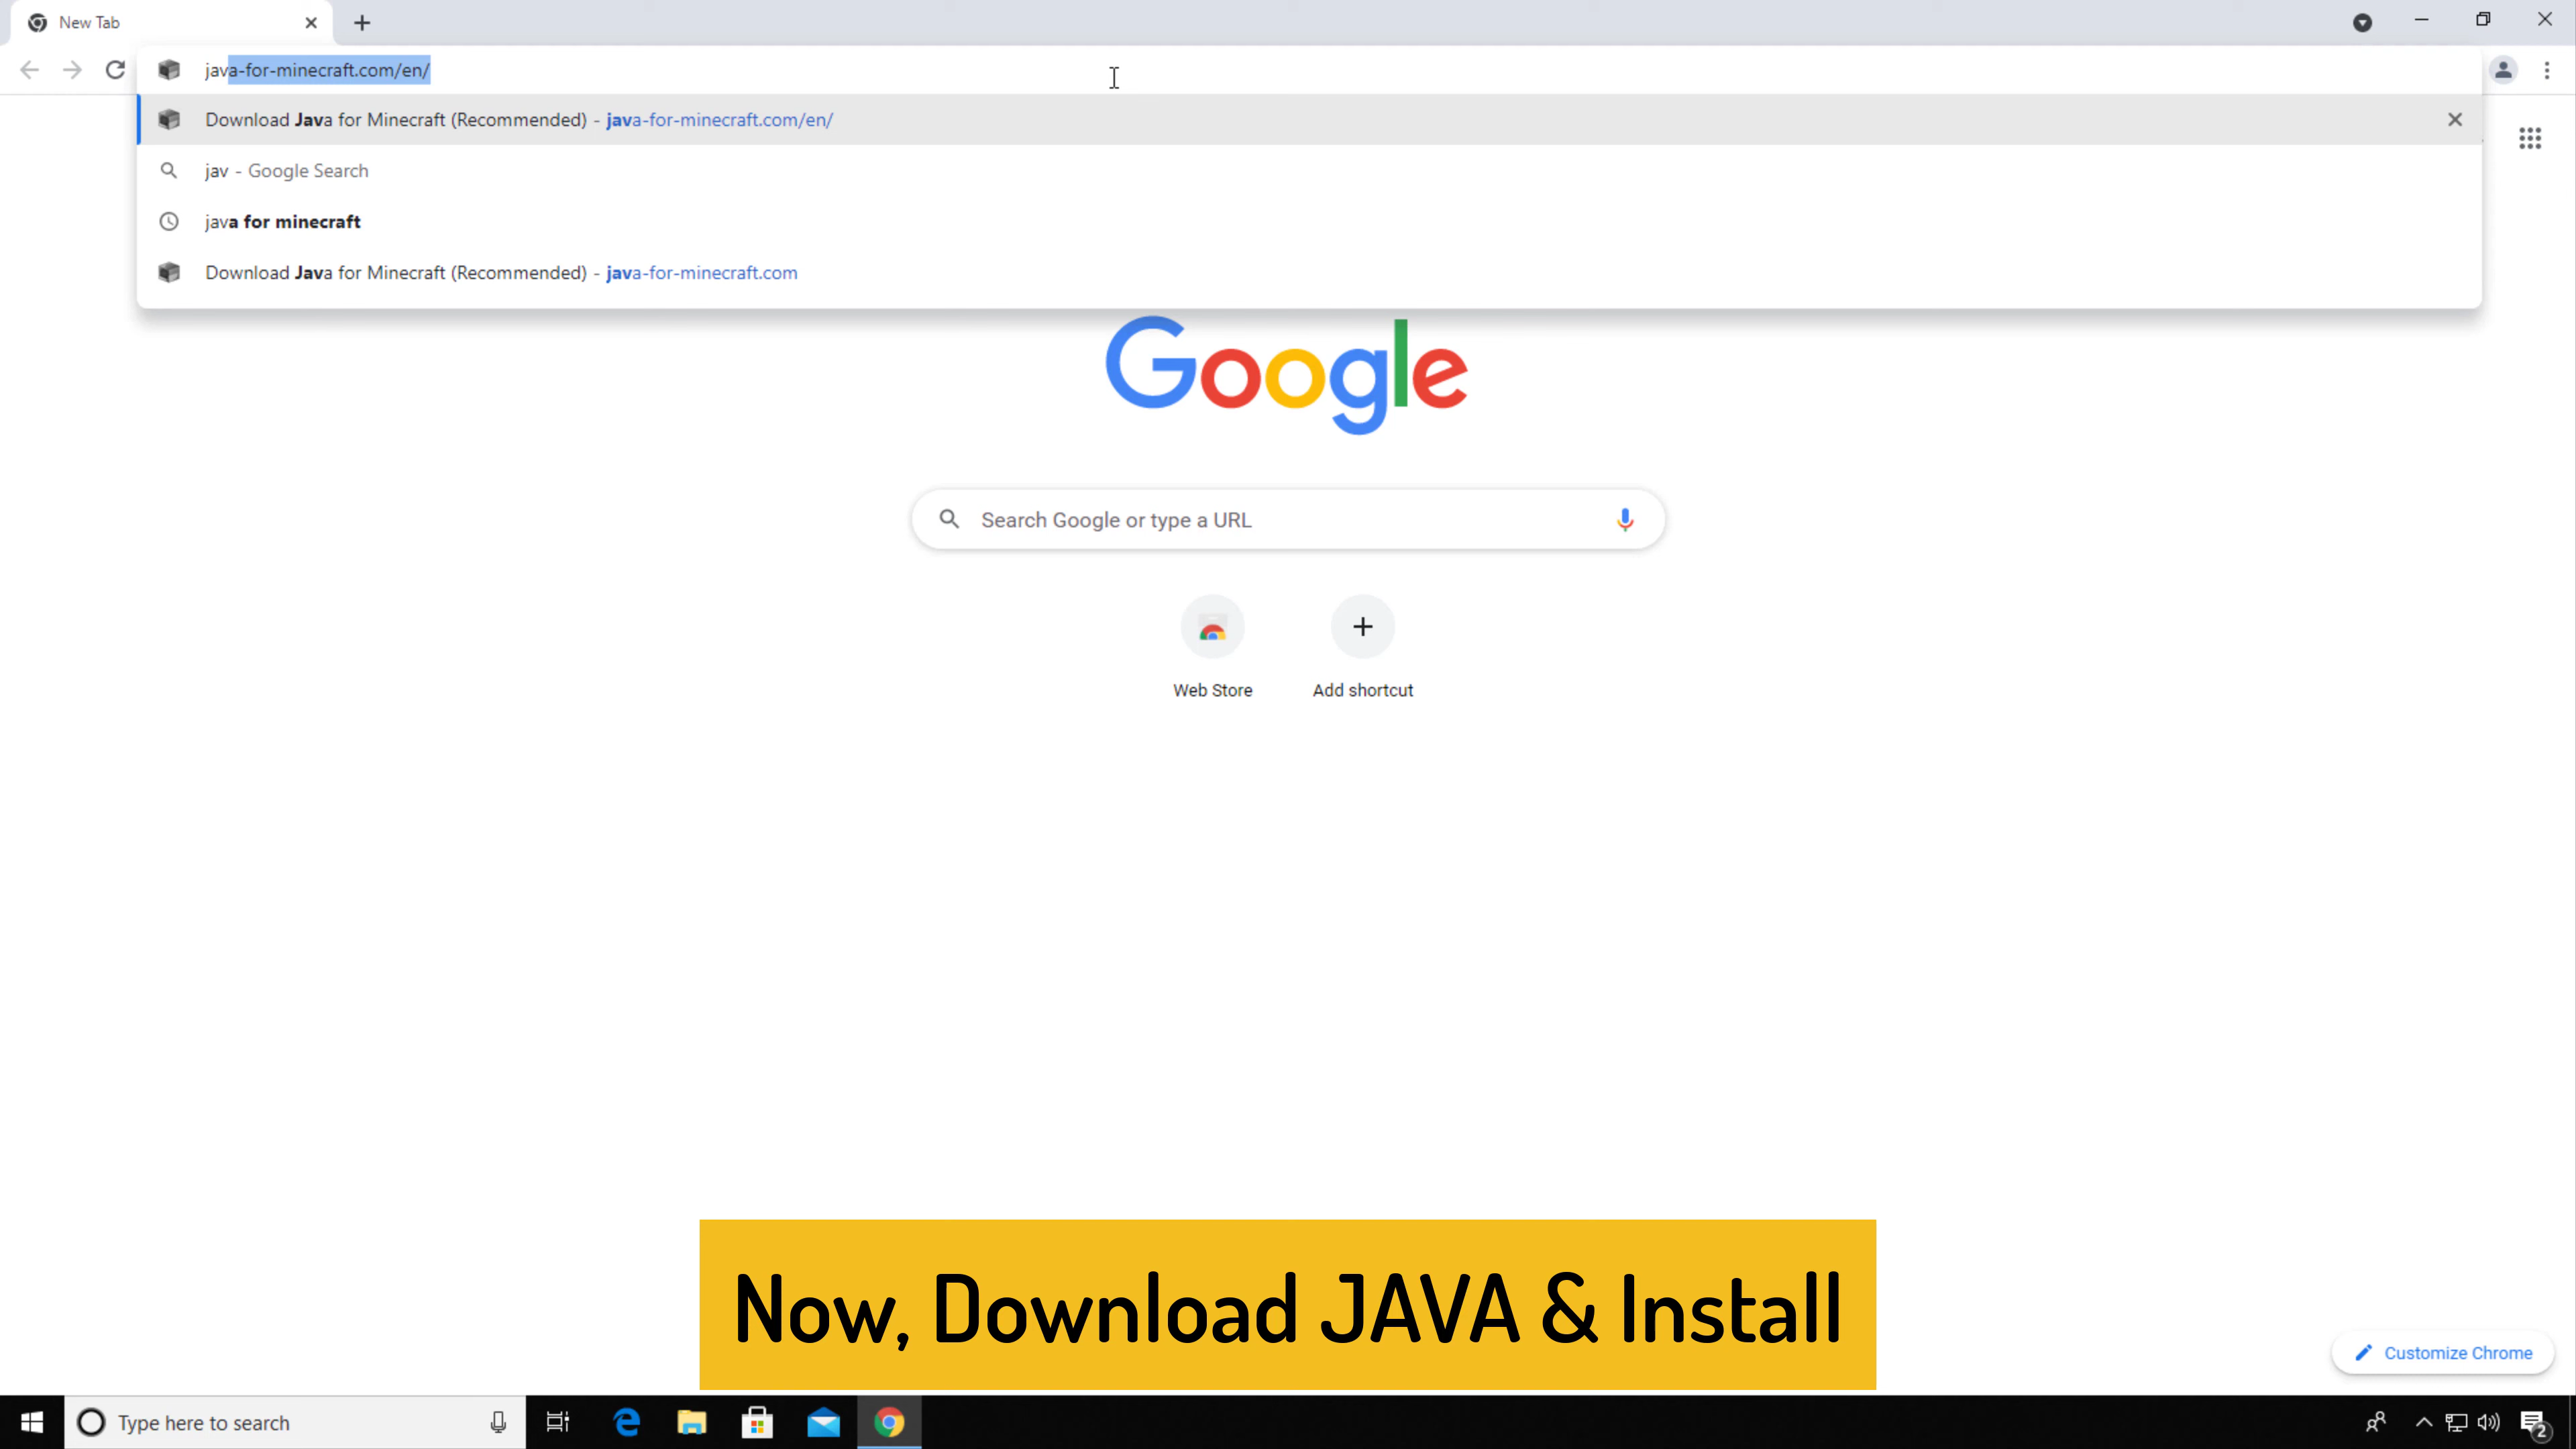 New Tab
java-for-minecraft.com/en/
Download Java for Minecraft (Recommended) - java-for-minecraft.com/en/
jav - Google Search
java for minecraft
Download Java for Minecraft (Recommended) - java-for-minecraft.com
Google
Search Google or type a URL
Web Store
Add shortcut
Now, Download JAVA & Install
Customize Chrome
Type here to search
2